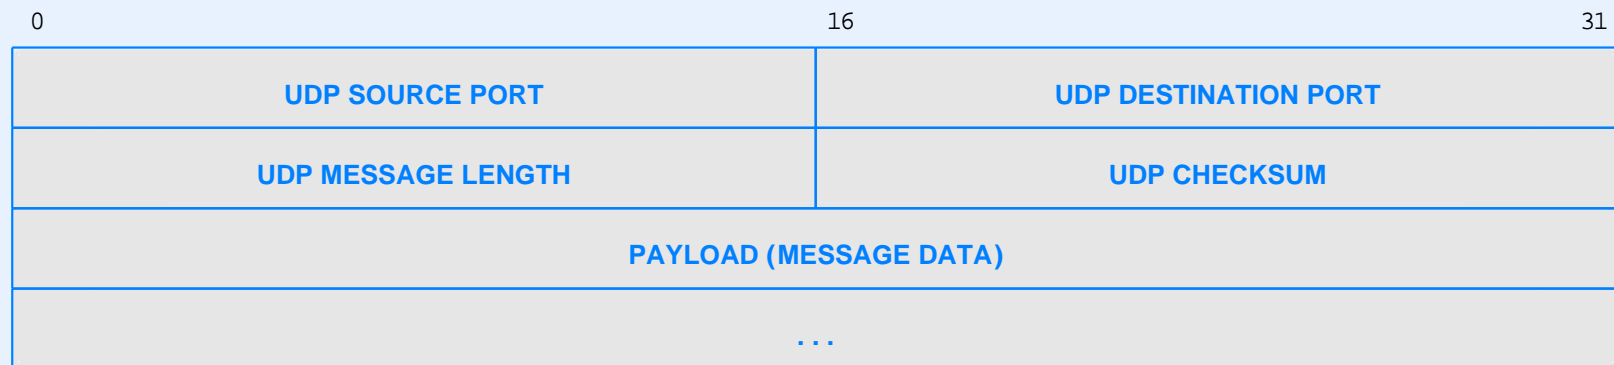 0 16 31
UDP SOURCE PORT UDP DESTINATION PORT
UDP MESSAGE LENGTH UDP CHECKSUM
PAYLOAD (MESSAGE DATA)
. . .